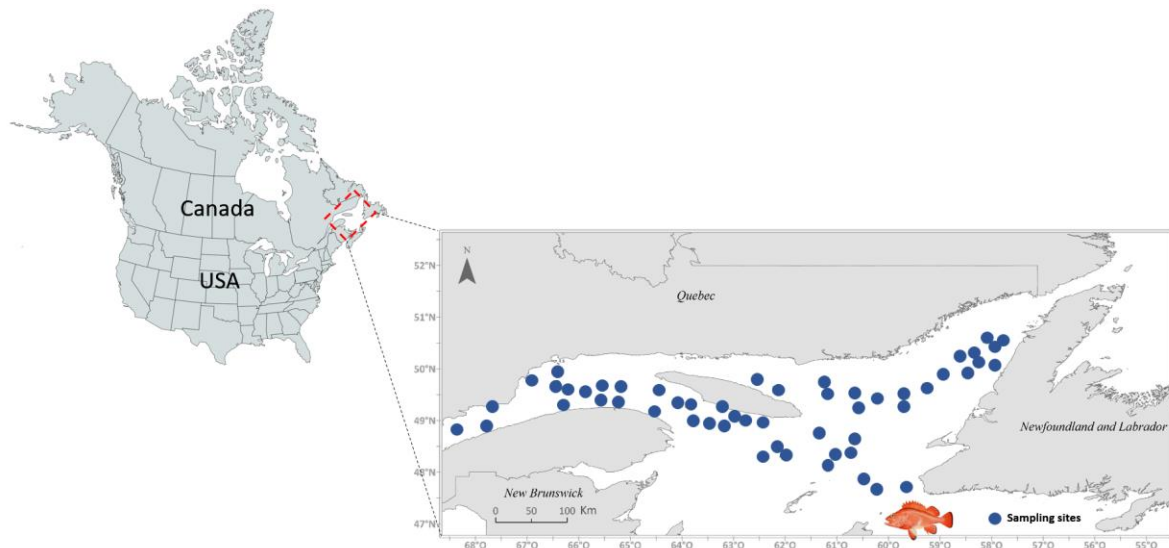 Canada
USA
N
52°N
51°N
50°N
49°N
48°N
47°N
Quebec
Newfoundland and Labrador
New Brunswick
0 50 100 Km
Sampling sites
68°O 67°O 66°O 65°O 64°O 63°O 62°O 61°O 60°O 59°O 58°O 57°O 56°O 55°O